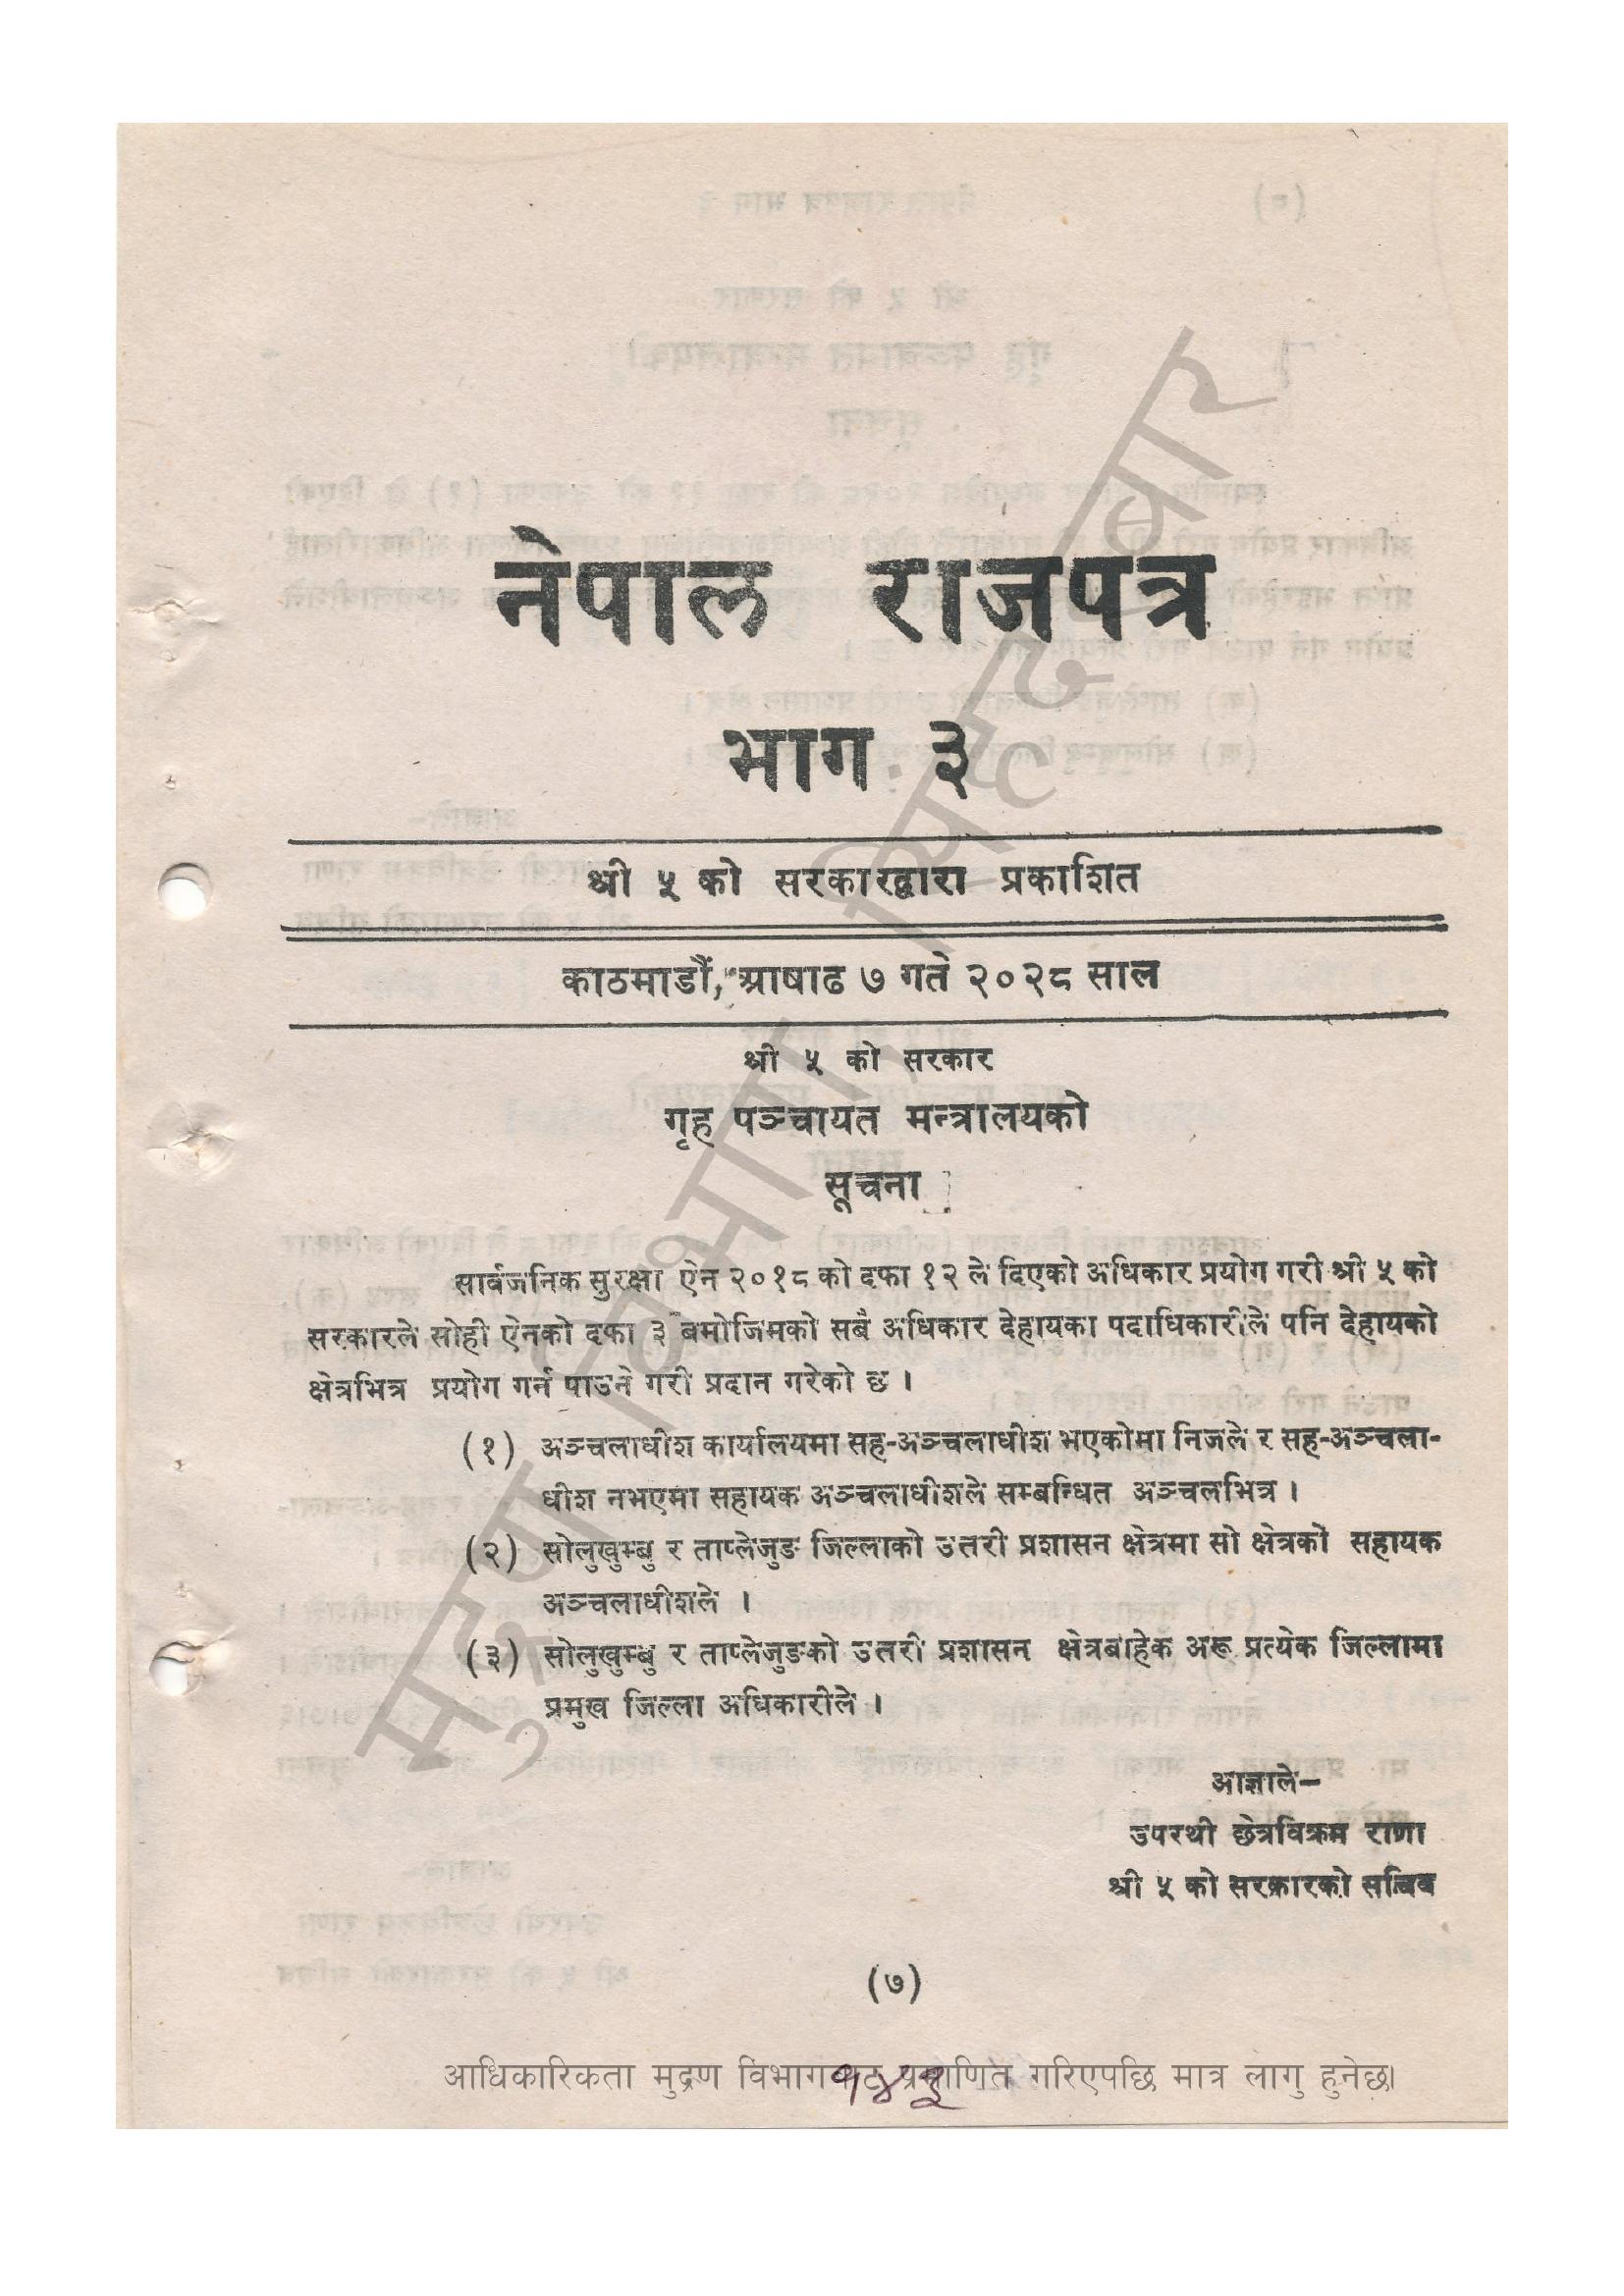 नेपाल राजपत्र
भाग ३
श्री ५ को सरकारद्वारा प्रकाशित
काठमाडौं, आषाढ ७ गते २०२८ साल
श्री ५ को सरकार
गृह पञ्चायत मन्त्रालयको
सूचना
सार्वजनिक सुरक्षा ऐन २०१८ को दफा १२ ले दिएको अधिकार प्रयोग गरी श्री ५ को
सरकारले सोही ऐनको दफा ३ बमोजिमको सबै अधिकार देहायका पदाधिकारीले पनि देहायको
क्षेत्रभित्र प्रयोग गर्न पाउने गरी प्रदान गरेको छ ।
(१) अञ्चलाधीश कार्यालयमा सह-अञ्चलाधीश भएकोमा निजले र सह-अञ्चला-
धीश नभएमा सहायक अञ्चलाधीशले सम्बन्धित अञ्चलभित्र ।
(२) सोलुखुम्बु र ताप्लेजुङ जिल्लाको उत्तरी प्रशासन क्षेत्रमा सो क्षेत्रको सहायक
अञ्चलाधीशले ।
(३) सोलुखुम्बु र ताप्लेजुङको उत्तरी प्रशासन क्षेत्रबाहेक अरू प्रत्येक जिल्लामा
प्रमुख जिल्ला अधिकारीले ।
आज्ञाले–
उपरथी छेत्रविक्रम राणा
श्री ५ को सरकारको सचिव
(७)
आधिकारिकता मुद्रण विभागबाट प्रमाणित गरिएपछि मात्र लागु हुनेछ।
१४३
मुद्रण विभाग, सिंहदरबार